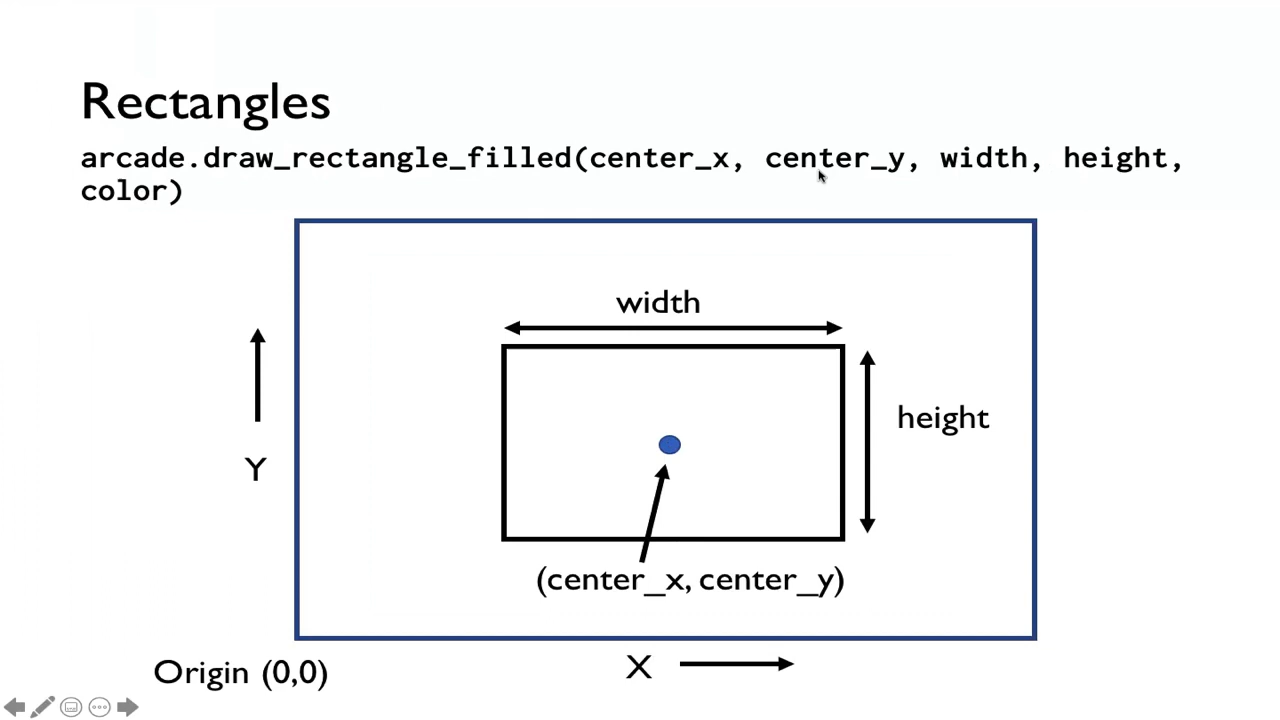 Rectangles
arcade.draw_rectangle_filled(center_x, center_y, width, height,
color)
width
height
Y
(center_x, center_y)
X
Origin (0,0)